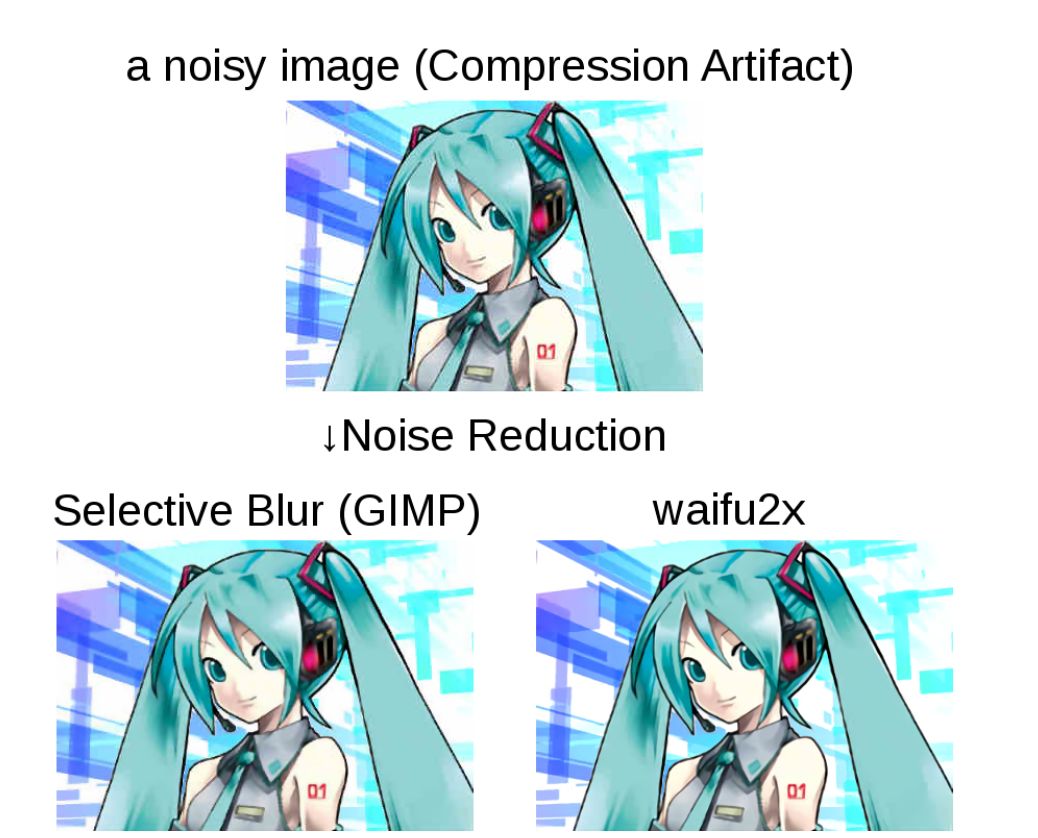 a noisy image (Compression Artifact)
01
↓Noise Reduction
Selective Blur (GIMP)
waifu2x
01
01